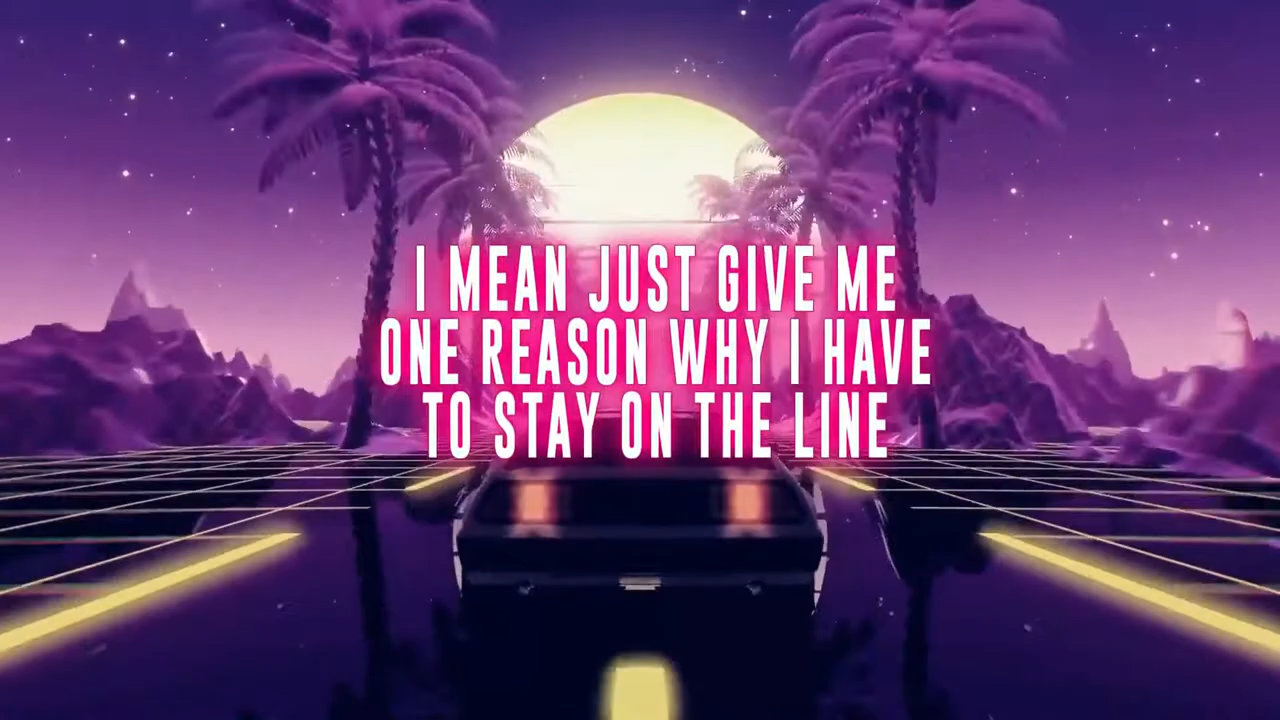 I MEAN JUST GIVE ME
ONE REASON WHY I HAVE
TO STAY ON THE LINE